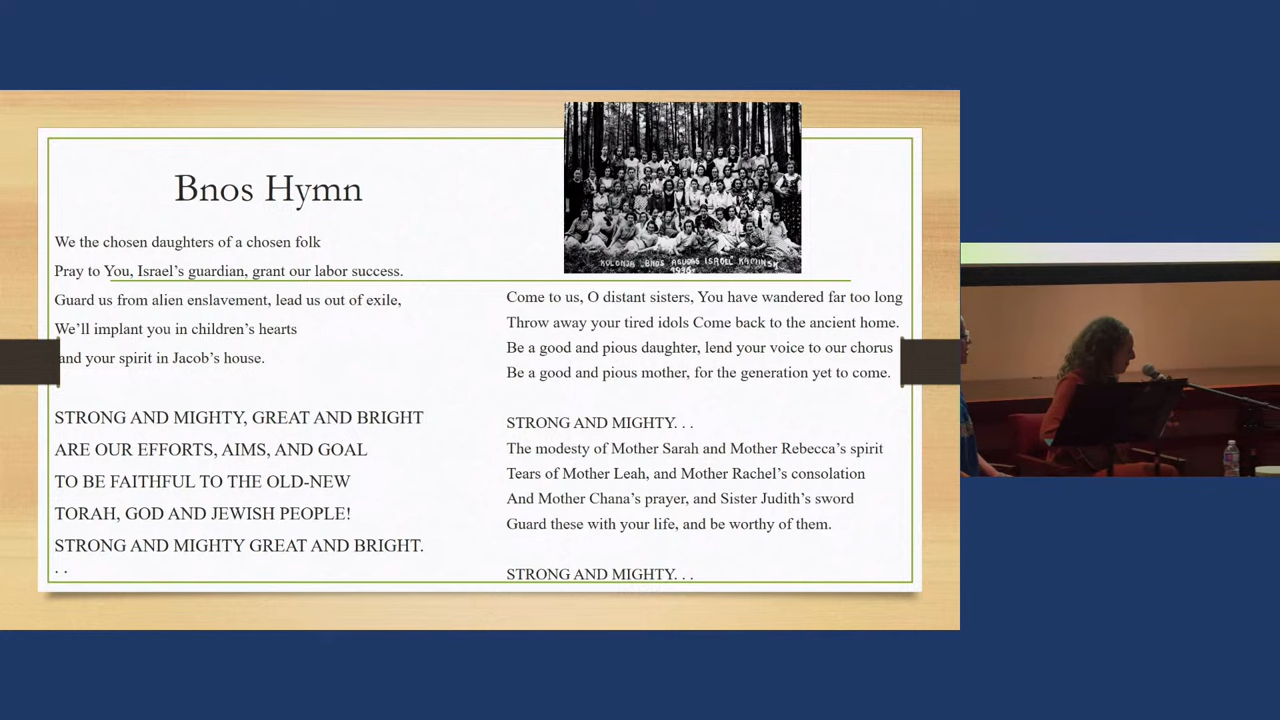 Bnos Hymn
We the chosen daughters of a chosen folk
Pray to You, Israel's guardian, grant our labor success.
Guard us from alien enslavement, lead us out of exile,
We'll implant you in children's hearts
and your spirit in Jacob's house.
STRONG AND MIGHTY, GREAT AND BRIGHT
ARE OUR EFFORTS, AIMS, AND GOAL
TO BE FAITHFUL TO THE OLD-NEW
TORAH, GOD AND JEWISH PEOPLE!
STRONG AND MIGHTY GREAT AND BRIGHT.
. .
KOLONJA BNOS AGUDAS ISROEL KAMINSK
1936r
Come to us, O distant sisters, You have wandered far too long
Throw away your tired idols Come back to the ancient home.
Be a good and pious daughter, lend your voice to our chorus
Be a good and pious mother, for the generation yet to come.
STRONG AND MIGHTY. . .
The modesty of Mother Sarah and Mother Rebecca's spirit
Tears of Mother Leah, and Mother Rachel's consolation
And Mother Chana's prayer, and Sister Judith's sword
Guard these with your life, and be worthy of them.
STRONG AND MIGHTY. . .